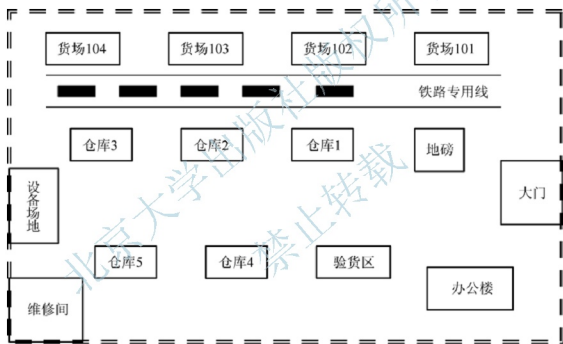 货场104 货场103 货场102 货场101
铁路专用线
仓库3 仓库2 仓库1 地磅
设备场地
大门
仓库5 仓库4 验货区
办公楼
维修间
北京大学出版社版权所
禁止转载